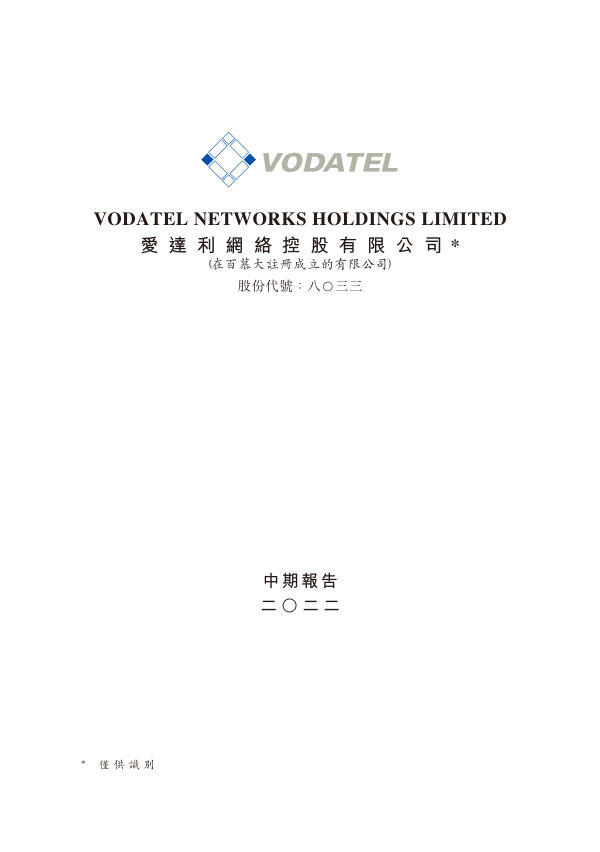 VODATEL
VODATEL NETWORKS HOLDINGS LIMITED
愛達利網絡控股有限公司*
(在百慕大註冊成立的有限公司)
股份代號：八○三三
中期報告
二○二二
* 僅供識別